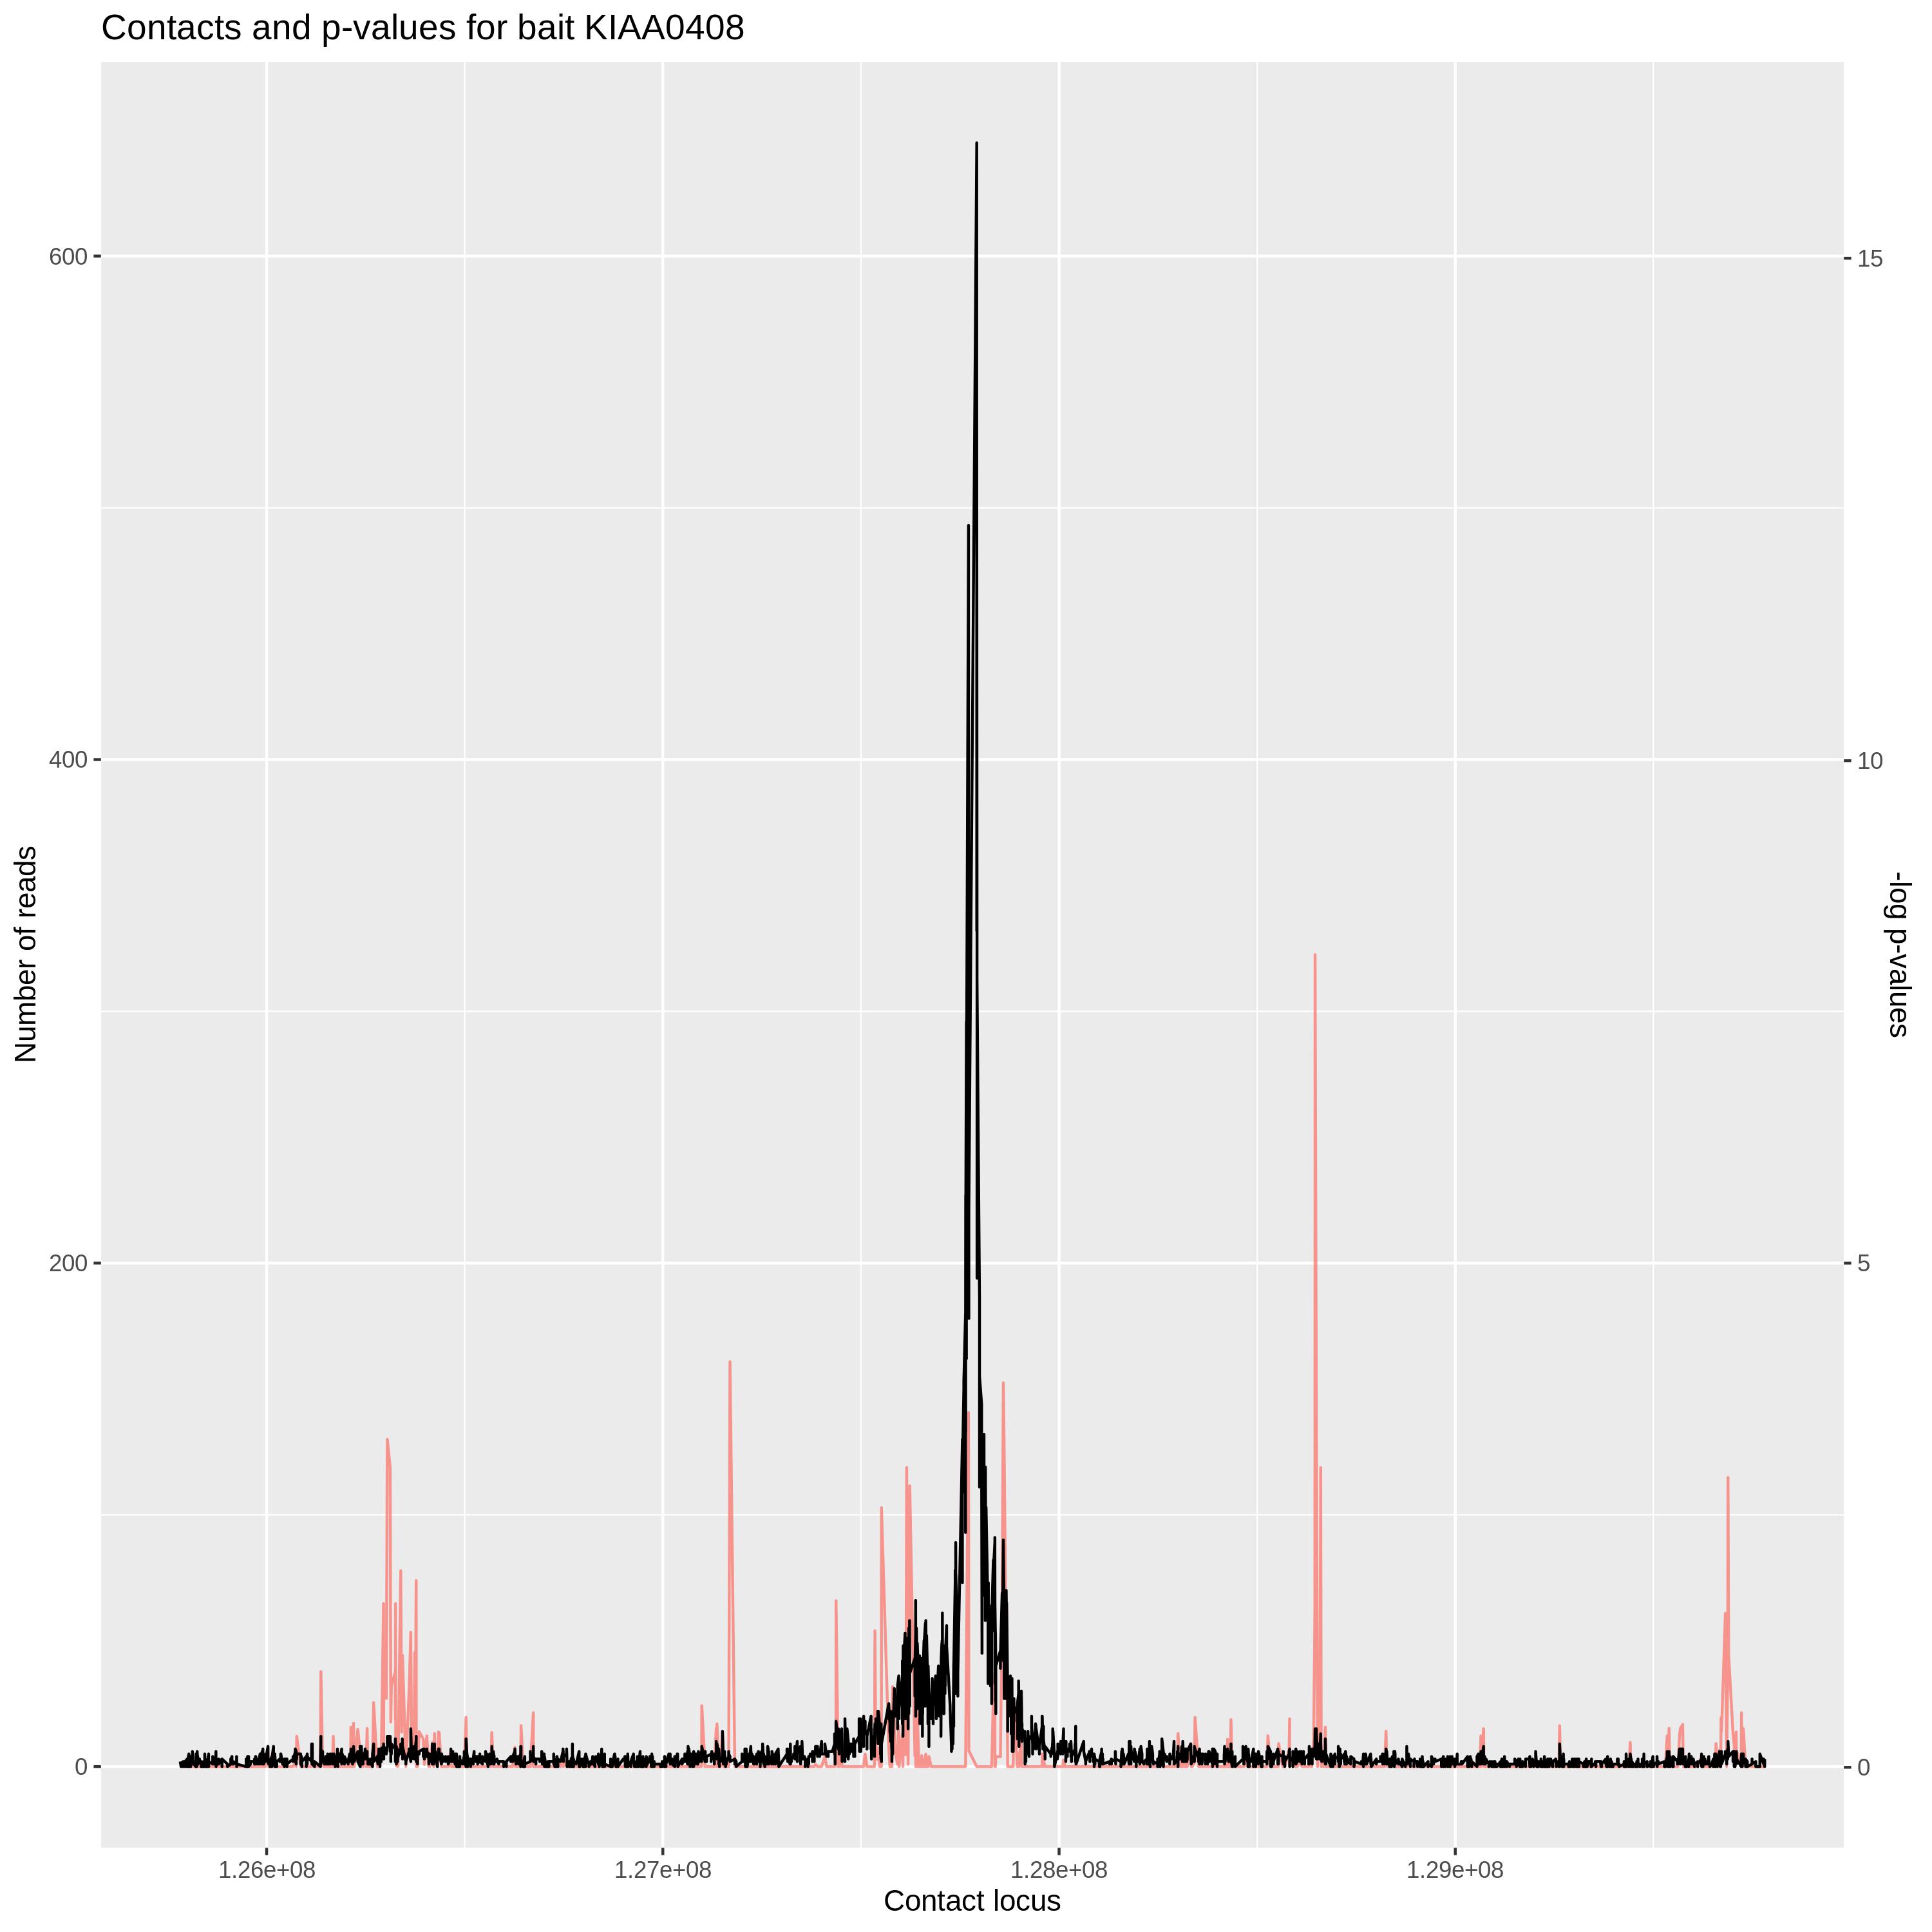 Contacts and p-values for bait KIAA0408
Number of reads
600
400
200
0
15
10
5
0
-log p-values
1.26e+08
1.27e+08
1.28e+08
1.29e+08
Contact locus